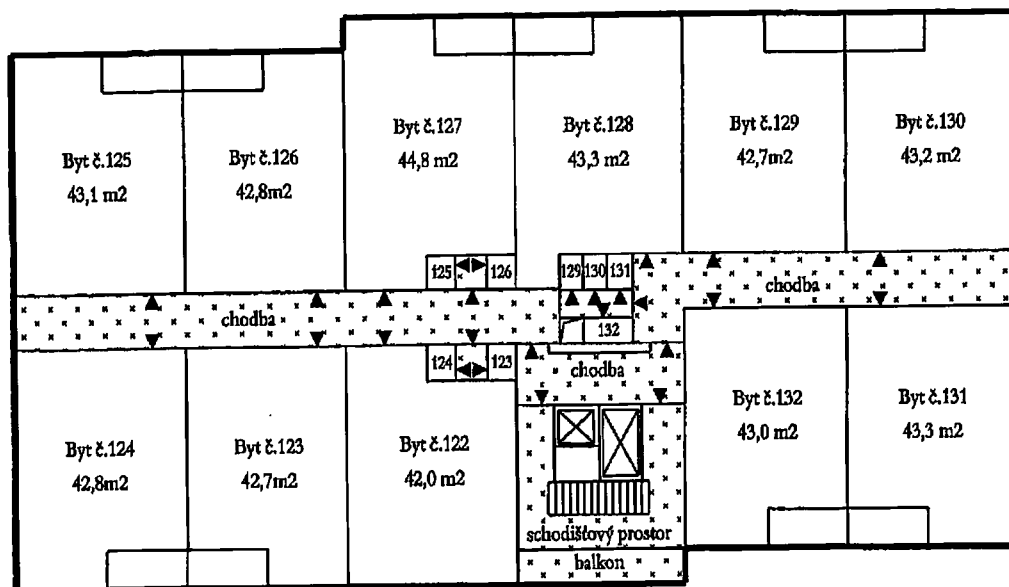 Byt č.125
43,1 m2
Byt č.126
42,8m2
Byt č.127
44,8 m2
Byt č.128
43,3 m2
Byt č.129
42,7m2
Byt č.130
43,2 m2
125
126
129
130
131
132
chodba
chodba
chodba
124
123
Byt č.124
42,8m2
Byt č.123
42,7m2
Byt č.122
42,0 m2
Byt č.132
43,0 m2
Byt č.131
43,3 m2
schodišťový prostor
balkon